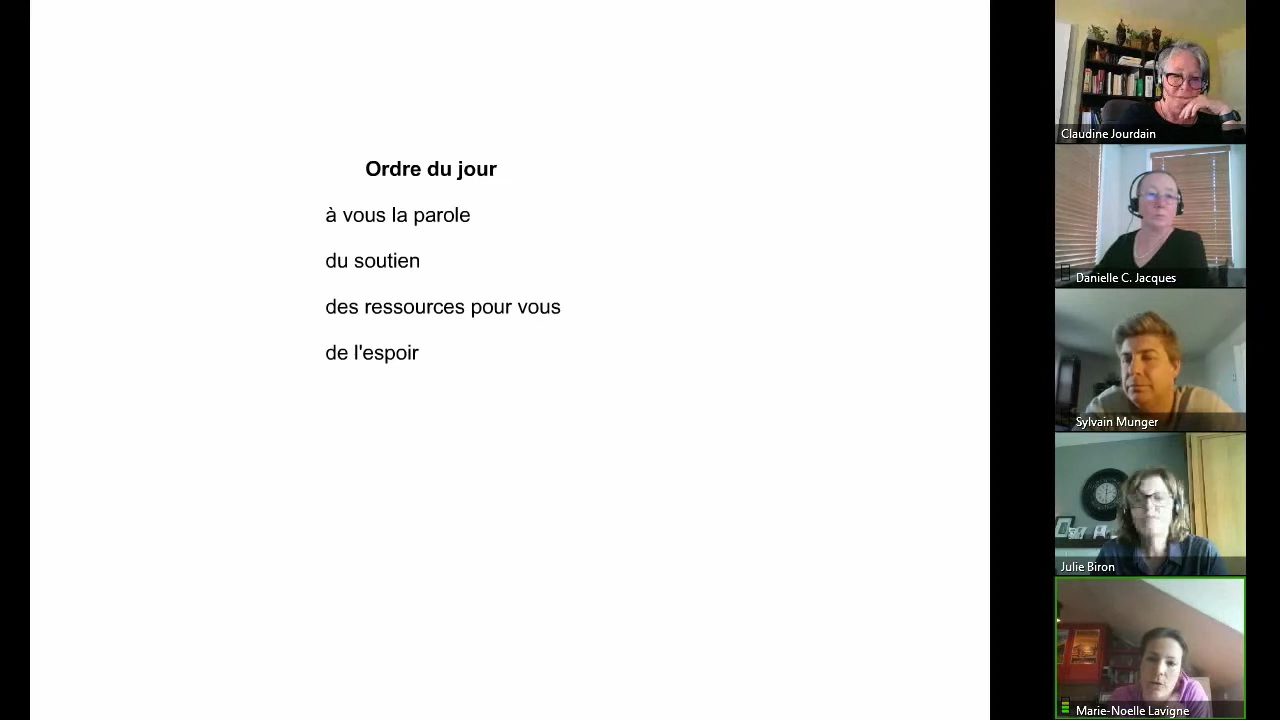 Ordre du jour
à vous la parole
du soutien
des ressources pour vous
de l'espoir
Claudine Jourdain
Danielle C. Jacques
Sylvain Munger
Julie Biron
Marie-Noelle Lavigne